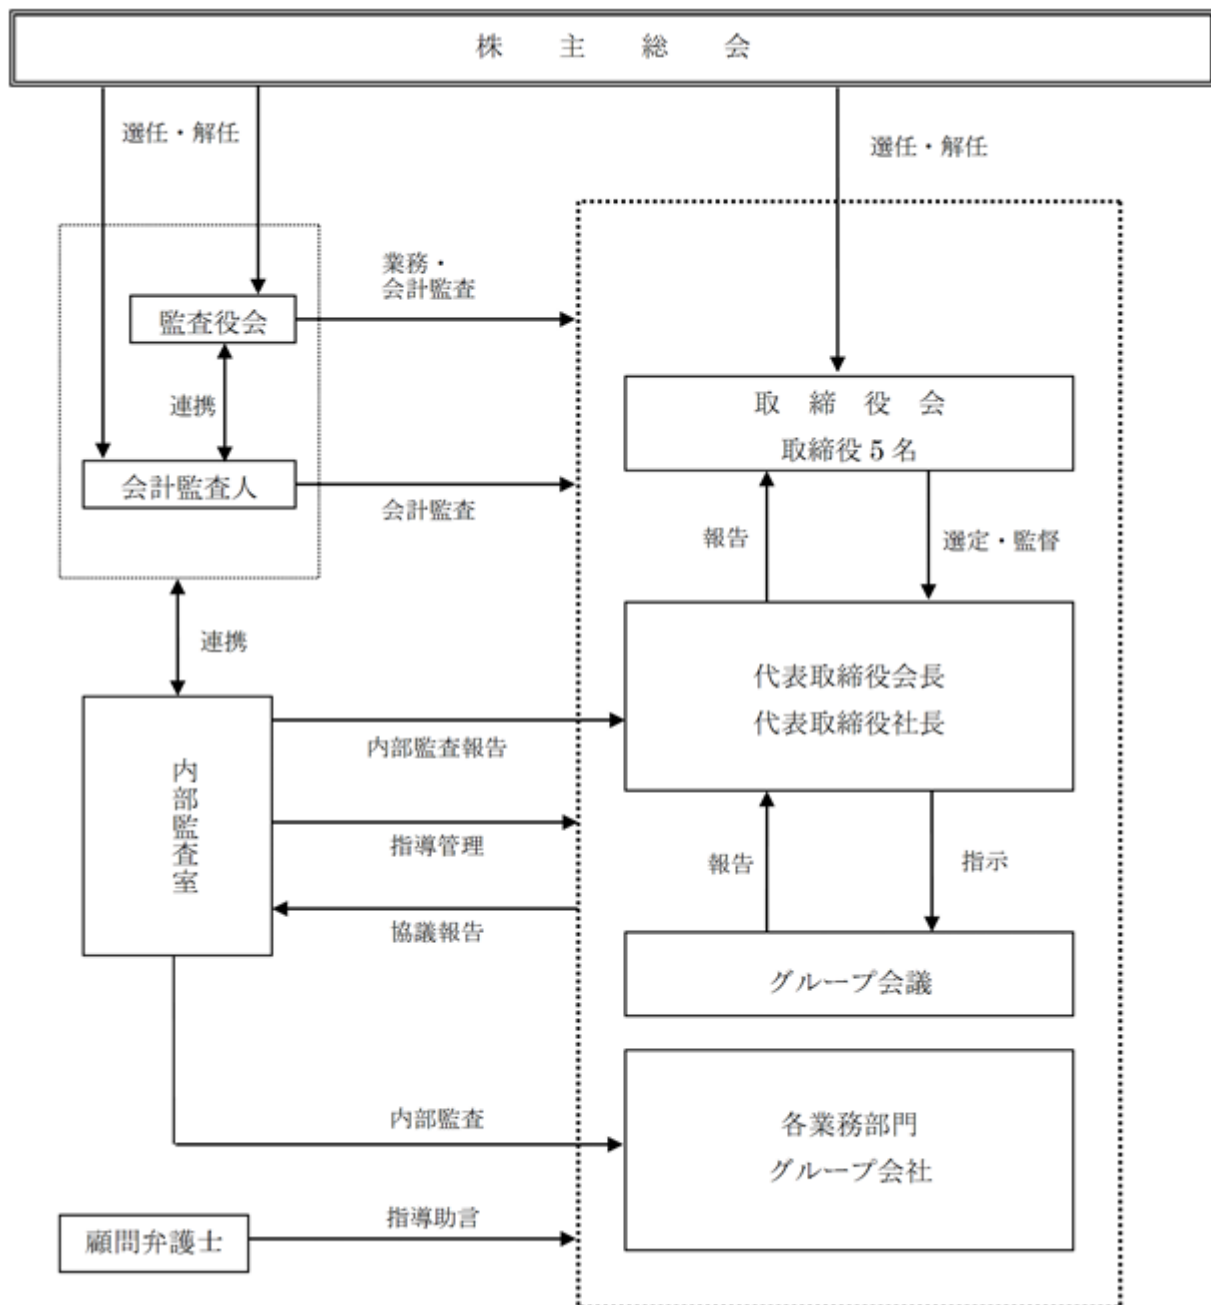 株主総会
選任・解任
選任・解任
業務・
会計監査
監査役会
連携
取締役会
取締役5名
会計監査人
会計監査
報告
選定・監督
連携
代表取締役会長
代表取締役社長
内部監査報告
内部監査室
指導管理
報告
指示
協議報告
グループ会議
内部監査
各業務部門
グループ会社
指導助言
顧問弁護士